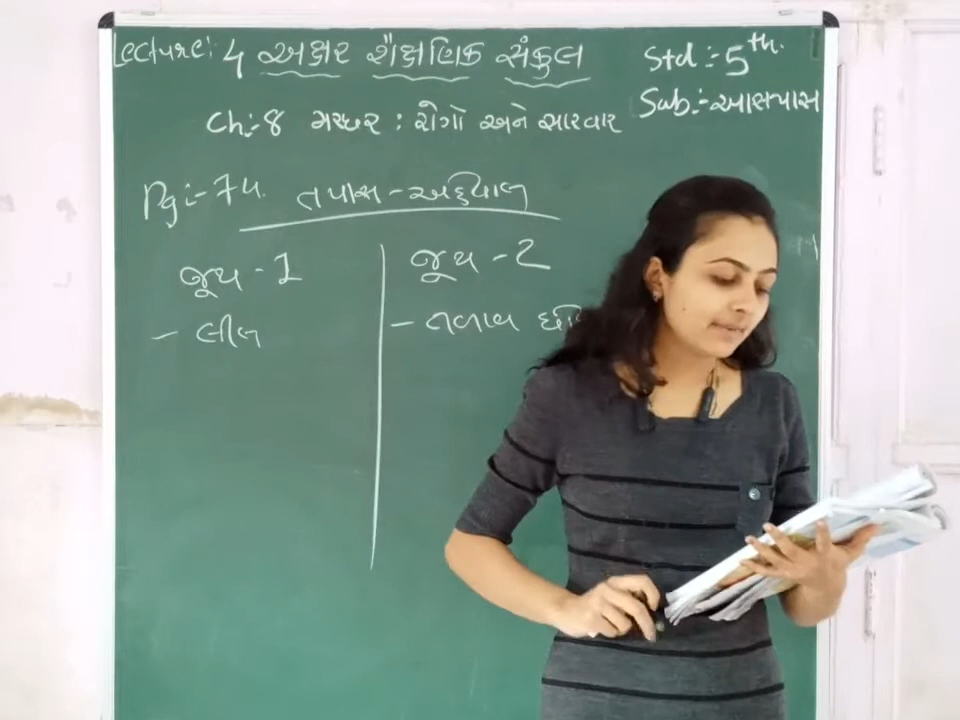 Lecture: 4 અક્ષર શૈક્ષણિક સંકુલ
Std :- 5th.
Sub:- આસપાસ
Ch:- 8 મચ્છર : રોગો અને સારવાર
Pg :- 74. તપાસ - અહેવાલ
જૂથ - 1
- લીલ
જૂથ - 2
- તળાવ